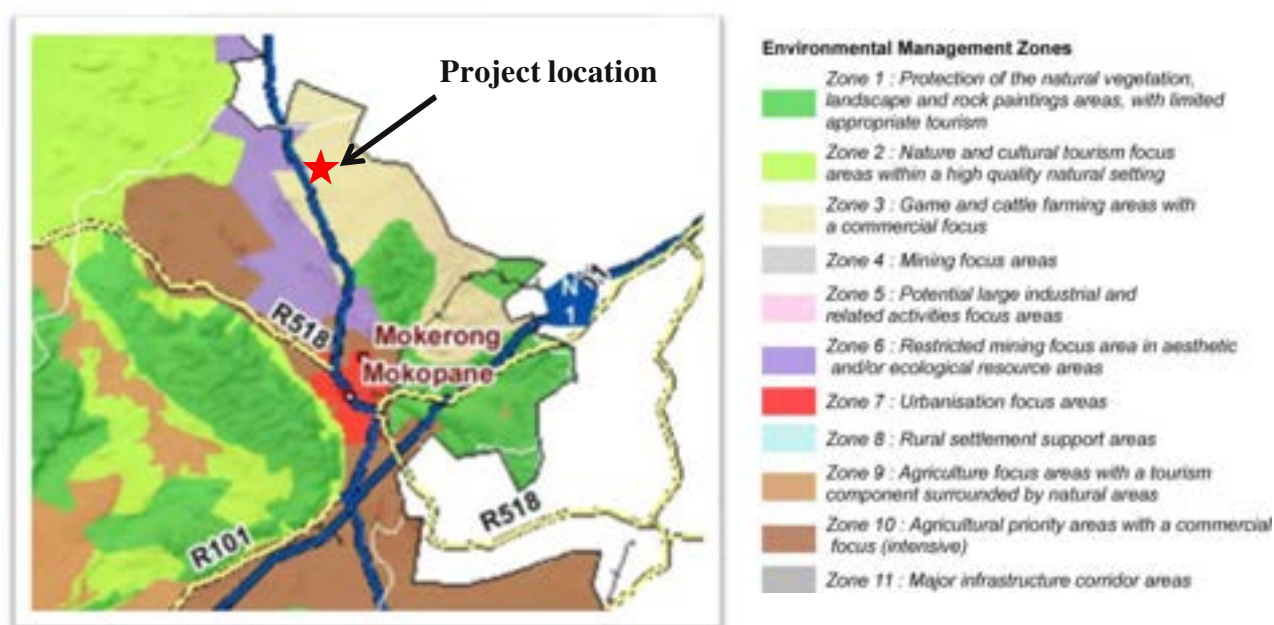 Project location
R518
N
1
Mokerong
Mokopane
R518
R101
Environmental Management Zones
Zone 1 : Protection of the natural vegetation,
landscape and rock paintings areas, with limited
appropriate tourism
Zone 2 : Nature and cultural tourism focus
areas within a high quality natural setting
Zone 3 : Game and cattle farming areas with
a commercial focus
Zone 4 : Mining focus areas
Zone 5 : Potential large industrial and
related activities focus areas
Zone 6 : Restricted mining focus area in aesthetic
and/or ecological resource areas
Zone 7 : Urbanisation focus areas
Zone 8 : Rural settlement support areas
Zone 9 : Agriculture focus areas with a tourism
component surrounded by natural areas
Zone 10 : Agricultural priority areas with a commercial
focus (intensive)
Zone 11 : Major infrastructure corridor areas